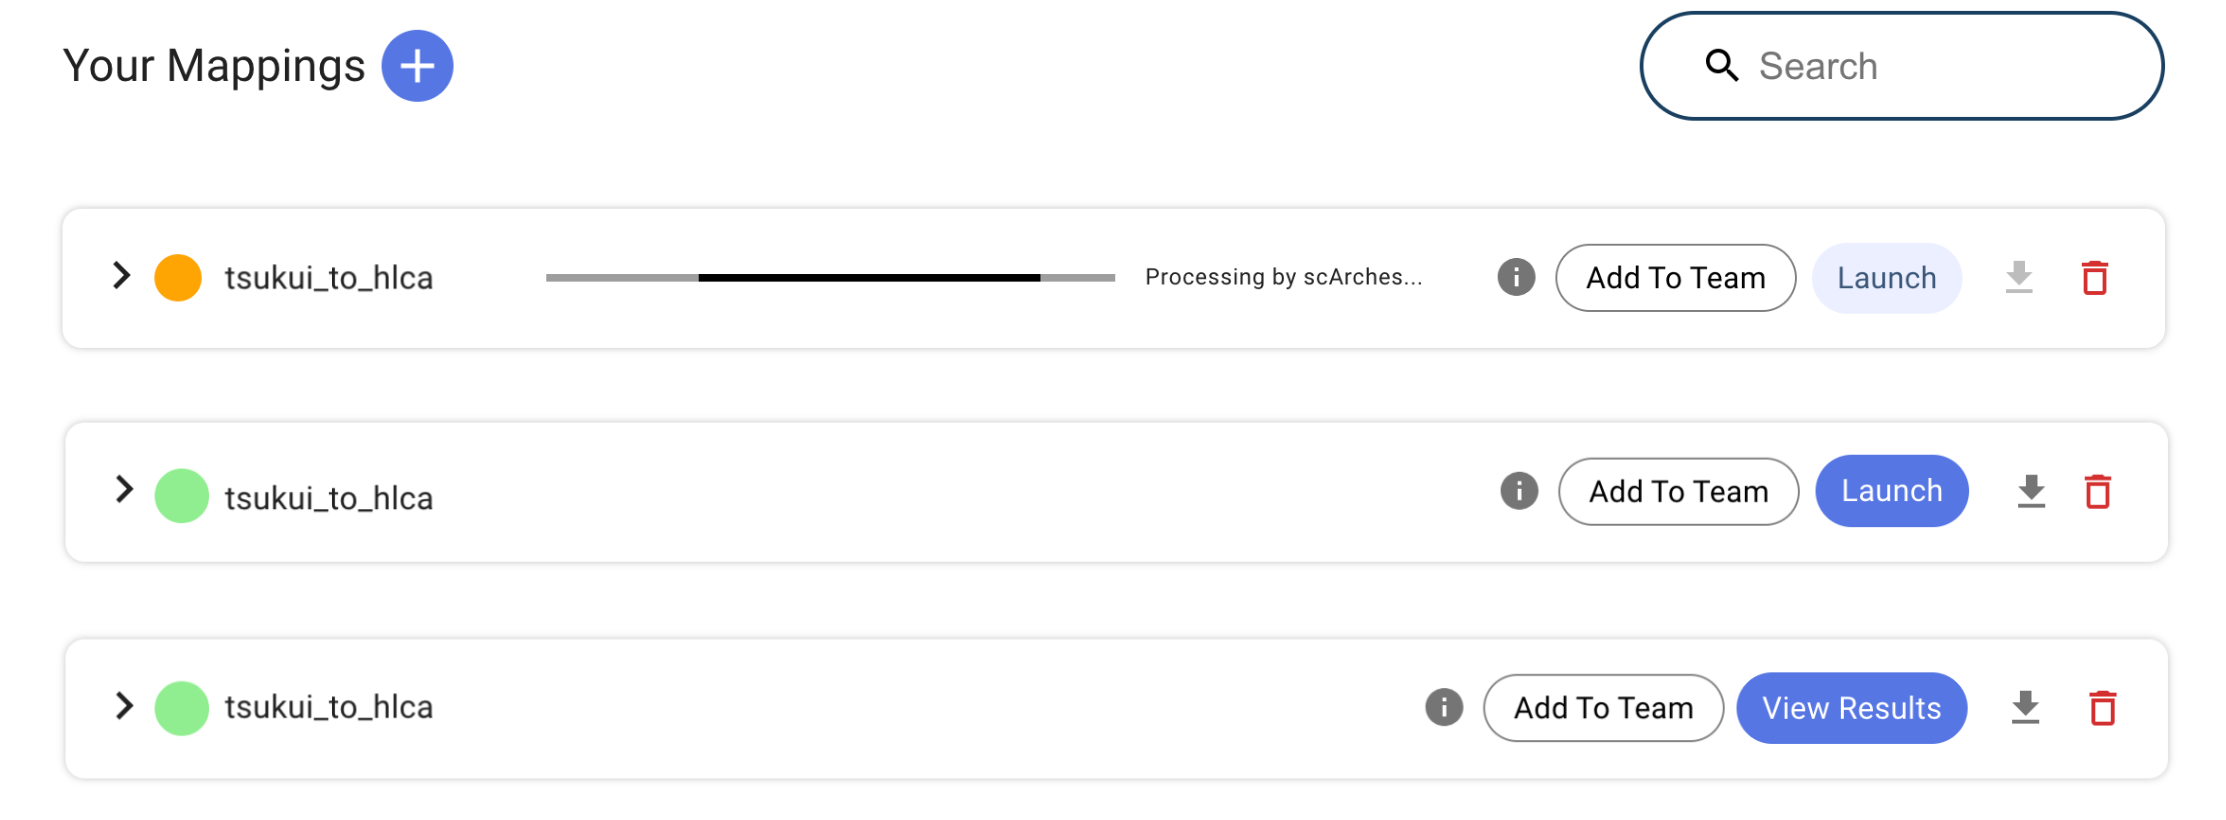 Your Mappings
Search
tsukui_to_hlca Processing by scArches... Add To Team Launch
tsukui_to_hlca Add To Team Launch
tsukui_to_hlca Add To Team View Results